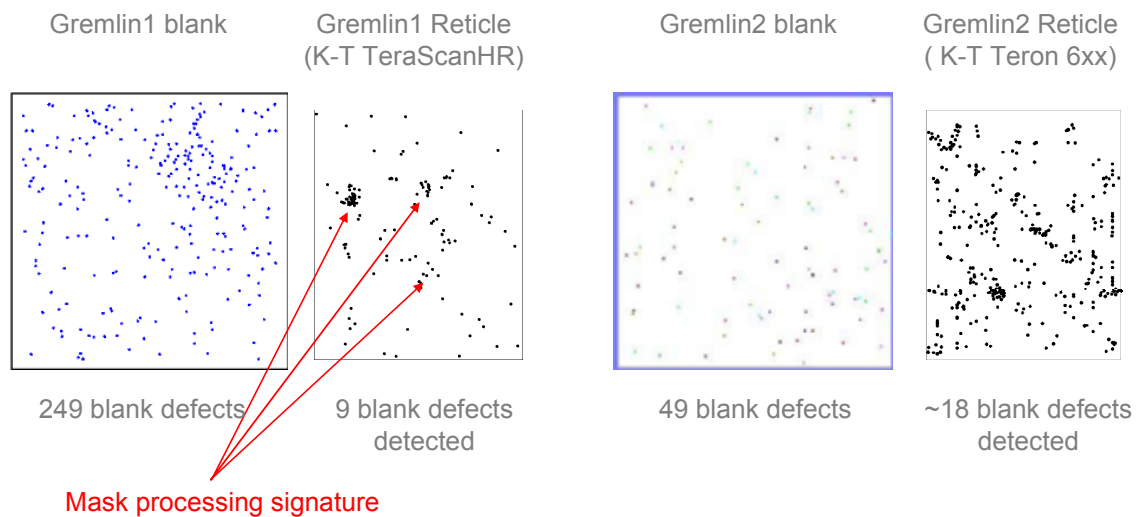 Gremlin1 blank
Gremlin1 Reticle
(K-T TeraScanHR)
Gremlin2 blank
Gremlin2 Reticle
( K-T Teron 6xx)
249 blank defects
9 blank defects
detected
49 blank defects
~18 blank defects
detected
Mask processing signature